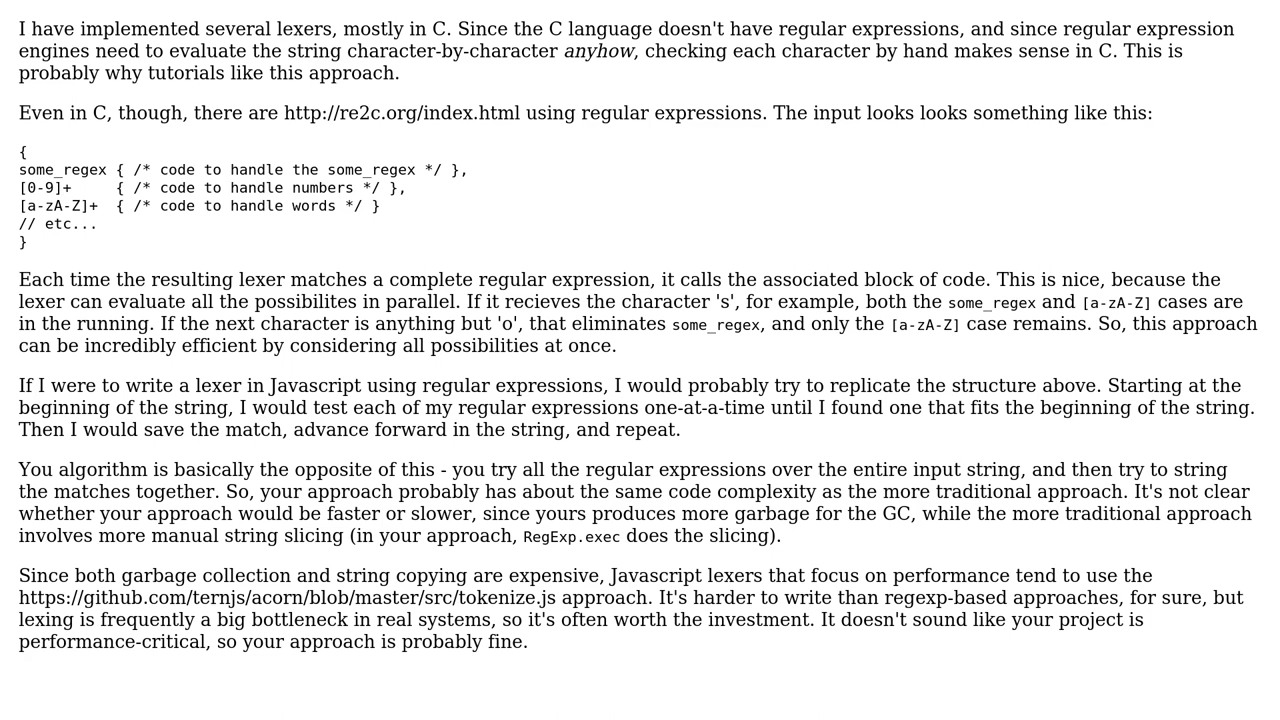 I have implemented several lexers, mostly in C. Since the C language doesn't have regular expressions, and since regular expression
engines need to evaluate the string character-by-character anyhow, checking each character by hand makes sense in C. This is
probably why tutorials like this approach.
Even in C, though, there are http://re2c.org/index.html using regular expressions. The input looks looks something like this:
{
some_regex { /* code to handle the some_regex */ },
[0-9]+     { /* code to handle numbers */ },
[a-zA-Z]+  { /* code to handle words */ }
// etc...
}
Each time the resulting lexer matches a complete regular expression, it calls the associated block of code. This is nice, because the
lexer can evaluate all the possibilites in parallel. If it recieves the character 's', for example, both the some_regex and [a-zA-Z] cases are
in the running. If the next character is anything but 'o', that eliminates some_regex, and only the [a-zA-Z] case remains. So, this approach
can be incredibly efficient by considering all possibilities at once.
If I were to write a lexer in Javascript using regular expressions, I would probably try to replicate the structure above. Starting at the
beginning of the string, I would test each of my regular expressions one-at-a-time until I found one that fits the beginning of the string.
Then I would save the match, advance forward in the string, and repeat.
You algorithm is basically the opposite of this - you try all the regular expressions over the entire input string, and then try to string
the matches together. So, your approach probably has about the same code complexity as the more traditional approach. It's not clear
whether your approach would be faster or slower, since yours produces more garbage for the GC, while the more traditional approach
involves more manual string slicing (in your approach, RegExp.exec does the slicing).
Since both garbage collection and string copying are expensive, Javascript lexers that focus on performance tend to use the
https://github.com/ternjs/acorn/blob/master/src/tokenize.js approach. It's harder to write than regexp-based approaches, for sure, but
lexing is frequently a big bottleneck in real systems, so it's often worth the investment. It doesn't sound like your project is
performance-critical, so your approach is probably fine.